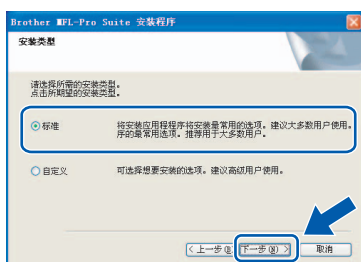 Brother MFL-Pro Suite 安装程序
安装类型
请选择所需的安装类型。
点击所期望的安装类型。
标准
将安装应用程程序将安装最常用的选项。建议大多数用户使用。
序的最常用选项。推荐用于大多数用户。
自定义
可选择想要安装的选项。建议高级用户使用。
<上一步(B)
下一步(N) >
取消